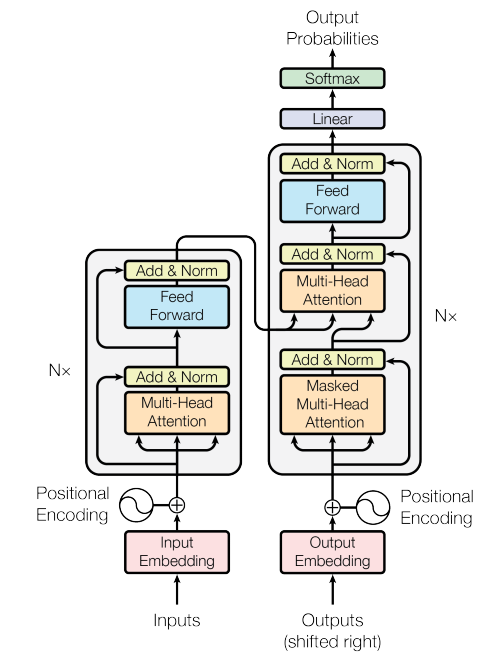 Output
Probabilities
Softmax
Linear
Add & Norm
Feed
Forward
Add & Norm
Multi-Head
Attention
Add & Norm
Masked
Multi-Head
Attention
N×
Add & Norm
Feed
Forward
Add & Norm
Multi-Head
Attention
N×
Positional
Encoding
Positional
Encoding
Input
Embedding
Output
Embedding
Inputs
Outputs
(shifted right)